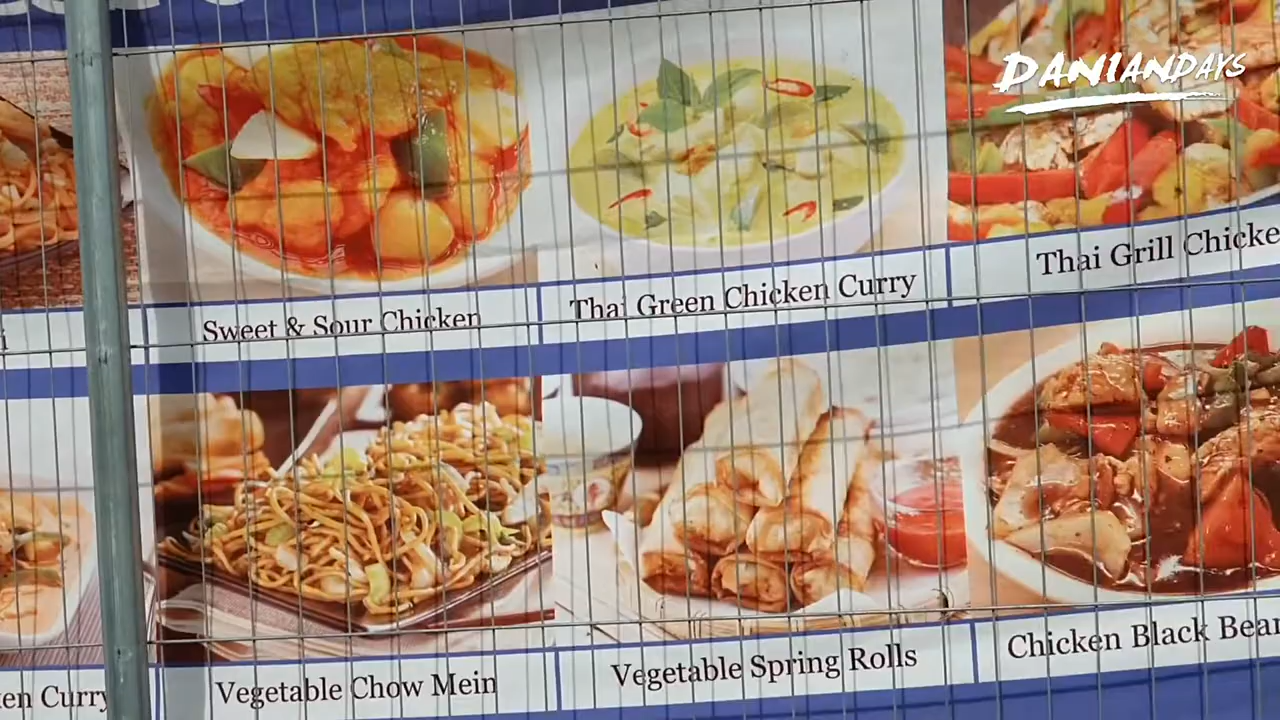 DANIANDAYS
Sweet & Sour Chicken
Thai Green Chicken Curry
Thai Grill Chicke
en Curry
Vegetable Chow Mein
Vegetable Spring Rolls
Chicken Black Bear